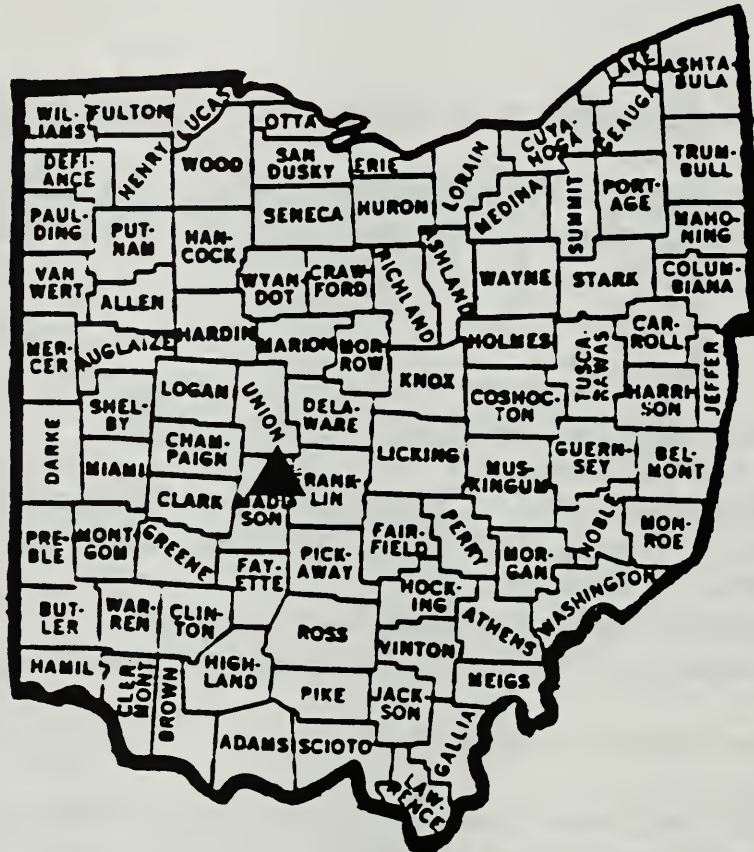 WIL-
LIAMS
FULTON
LUCAS
OTTA
LAKE
ASHTA-
BULA
GEAUGA
CUYA-
HOGA
DEFI-
ANCE
HENRY
WOOD
SAN
DUSKY
ERIE
LORAIN
MEDINA
SUMMIT
PORT-
AGE
TRUM-
BULL
PAUL-
DING
PUT-
NAM
HAN-
COCK
SENECA
HURON
ASHLAND
MAHO-
NING
VAN
WERT
ALLEN
WYAN-
DOT
CRAW-
FORD
RICHLAND
WAYNE
STARK
COLUM-
BIANA
MER-
CER
AUGLAIZE
HARDIN
MARION
MOR-
ROW
HOLMES
TUSCA-
RAWAS
CAR-
ROLL
JEFFER
LOGAN
UNION
DELA-
WARE
KNOX
COSHOC-
TON
HARRI-
SON
DARKE
SHEL-
BY
CHAM-
PAIGN
LICKING
GUERN-
SEY
BEL-
MONT
MIAMI
CLARK
MADI
SON
FRANK-
LIN
MUS-
KINGUM
NOBLE
MON-
ROE
PRE-
BLE
MONT
GOM
GREENE
FAY-
ETTE
PICK-
AWAY
FAIR-
FIELD
PERRY
MOR-
GAN
WASHINGTON
BUT-
LER
WAR-
REN
CLIN-
TON
ROSS
HOCK-
ING
ATHENS
VINTON
HAMIL
CLER-
MONT
BROWN
HIGH-
LAND
PIKE
JACK-
SON
MEIGS
ADAMS
SCIOTO
GALLIA
LAW-
RENCE